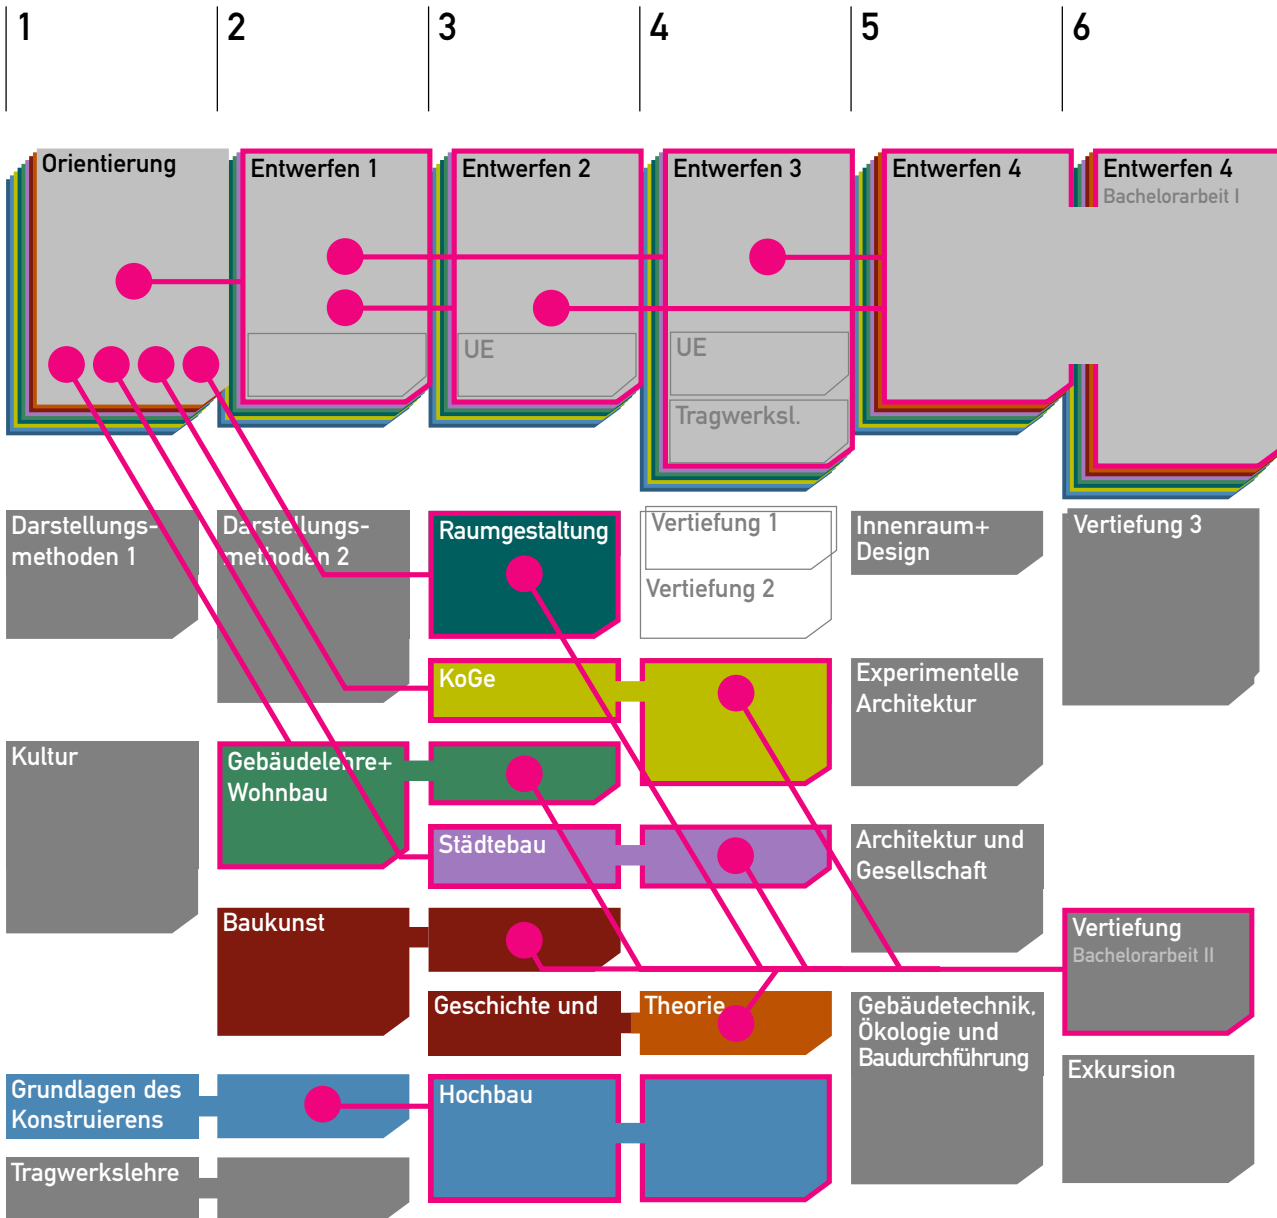 1
2
3
4
5
6
Orientierung
Entwerfen 1
Entwerfen 2
UE
Entwerfen 3
UE
Tragwerksl.
Entwerfen 4
Entwerfen 4
Bachelorarbeit I
Darstellungs-
methoden 1
Darstellungs-
methoden 2
Raumgestaltung
Vertiefung 1
Vertiefung 2
Innenraum+
Design
Vertiefung 3
KoGe
Experimentelle
Architektur
Kultur
Gebäudelehre+
Wohnbau
Städtebau
Architektur und
Gesellschaft
Baukunst
Vertiefung
Bachelorarbeit II
Geschichte und
Theorie
Gebäudetechnik,
Ökologie und
Baudurchführung
Exkursion
Grundlagen des
Konstruierens
Hochbau
Tragwerkslehre